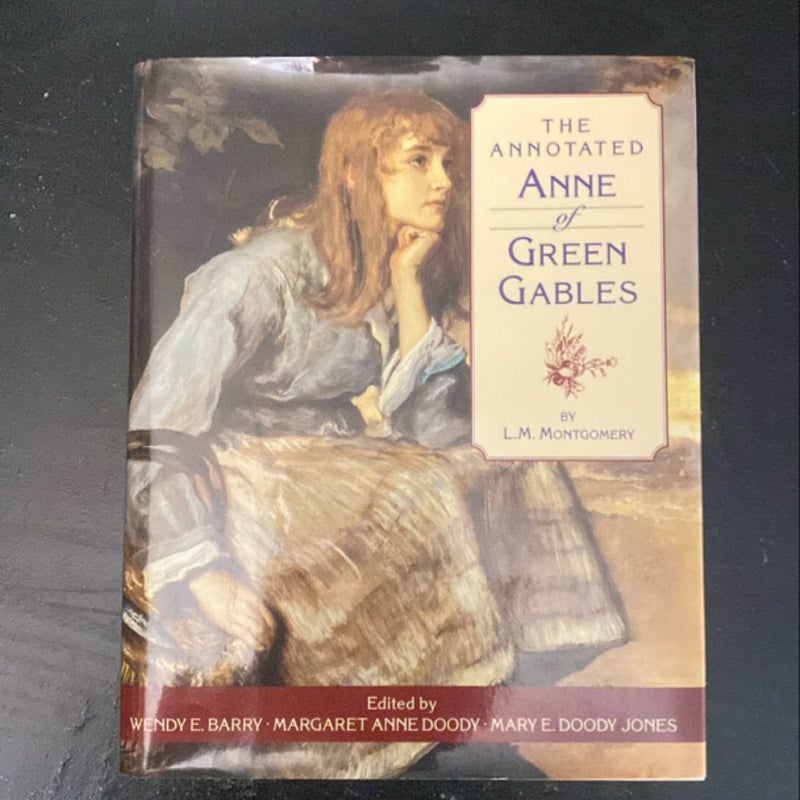 THE
ANNOTATED
ANNE
of
GREEN
GABLES
BY
L.M. MONTGOMERY
Edited by
WENDY E. BARRY · MARGARET ANNE DOODY · MARY E. DOODY JONES